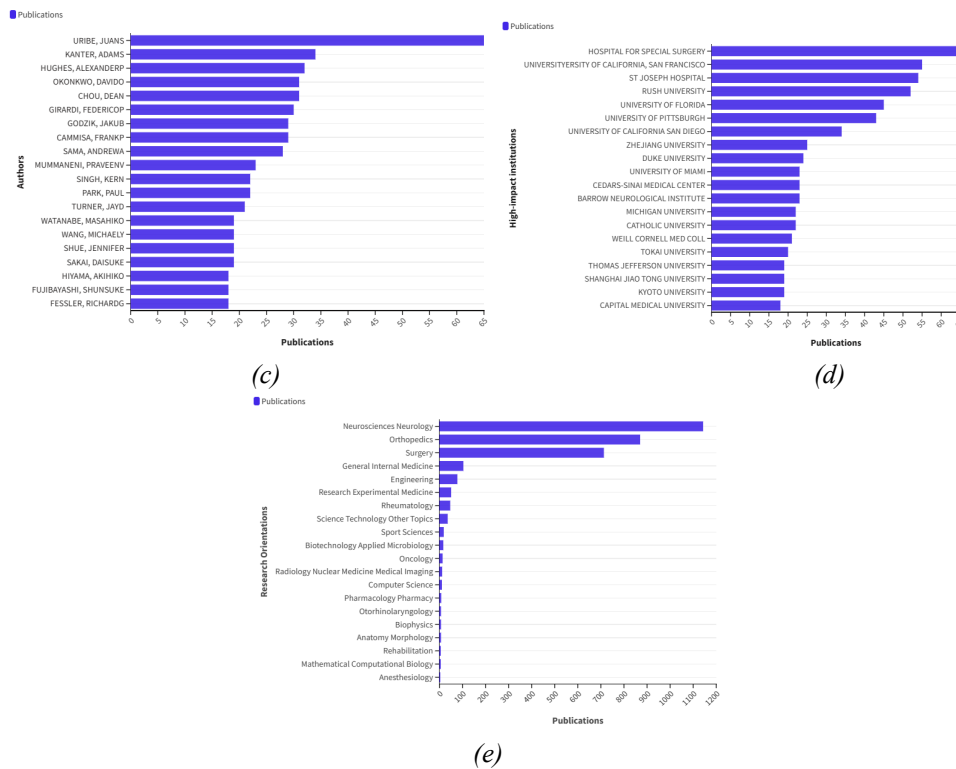 Publications
URIBE, JUANS
KANTER, ADAMS
HUGHES, ALEXANDERP
OKONKWO, DAVIDO
CHOU, DEAN
GIRARDI, FEDERICOP
GODZIK, JAKUB
CAMMISA, FRANKP
SAMA, ANDREWA
MUMMANENI, PRAVEENV
SINGH, KERN
PARK, PAUL
TURNER, JAYD
WATANABE, MASAHIKO
WANG, MICHAELY
SHUE, JENNIFER
SAKAI, DAISUKE
HIYAMA, AKIHIKO
FUJIBAYASHI, SHUNSUKE
FESSLER, RICHARDG
Authors
0 5 10 15 20 25 30 35 40 45 50 55 60 65
Publications
(c)
Publications
HOSPITAL FOR SPECIAL SURGERY
UNIVERSITYERSITY OF CALIFORNIA, SAN FRANCISCO
ST JOSEPH HOSPITAL
RUSH UNIVERSITY
UNIVERSITY OF FLORIDA
UNIVERSITY OF PITTSBURGH
UNIVERSITY OF CALIFORNIA SAN DIEGO
ZHEJIANG UNIVERSITY
DUKE UNIVERSITY
UNIVERSITY OF MIAMI
CEDARS-SINAI MEDICAL CENTER
BARROW NEUROLOGICAL INSTITUTE
MICHIGAN UNIVERSITY
CATHOLIC UNIVERSITY
WEILL CORNELL MED COLL
TOKAI UNIVERSITY
THOMAS JEFFERSON UNIVERSITY
SHANGHAI JIAO TONG UNIVERSITY
KYOTO UNIVERSITY
CAPITAL MEDICAL UNIVERSITY
High-impact institutions
0 5 10 15 20 25 30 35 40 45 50 55 60
Publications
(d)
Publications
Neurosciences Neurology
Orthopedics
Surgery
General Internal Medicine
Engineering
Research Experimental Medicine
Rheumatology
Science Technology Other Topics
Sport Sciences
Biotechnology Applied Microbiology
Oncology
Radiology Nuclear Medicine Medical Imaging
Computer Science
Pharmacology Pharmacy
Otorhinolaryngology
Biophysics
Anatomy Morphology
Rehabilitation
Mathematical Computational Biology
Anesthesiology
Research Orientations
0 100 200 300 400 500 600 700 800 900 1000 1100 1200
Publications
(e)